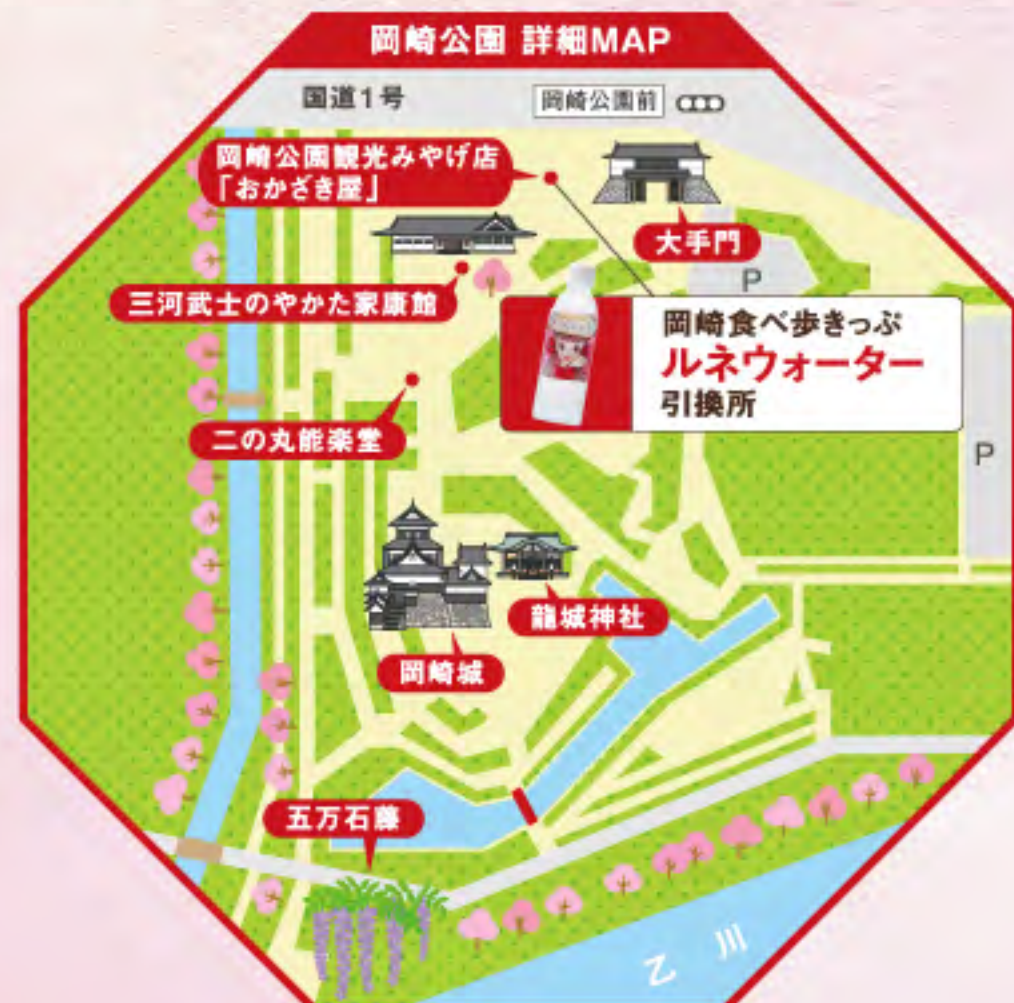 岡崎公園 詳細MAP
国道1号
岡崎公園前
岡崎公園観光みやげ店
「おかざき屋」
大手門
P
三河武士のやかた家康館
岡崎食べ歩きっぷ
ルネウォーター
引換所
二の丸能楽堂
P
龍城神社
岡崎城
五万石藤
乙川